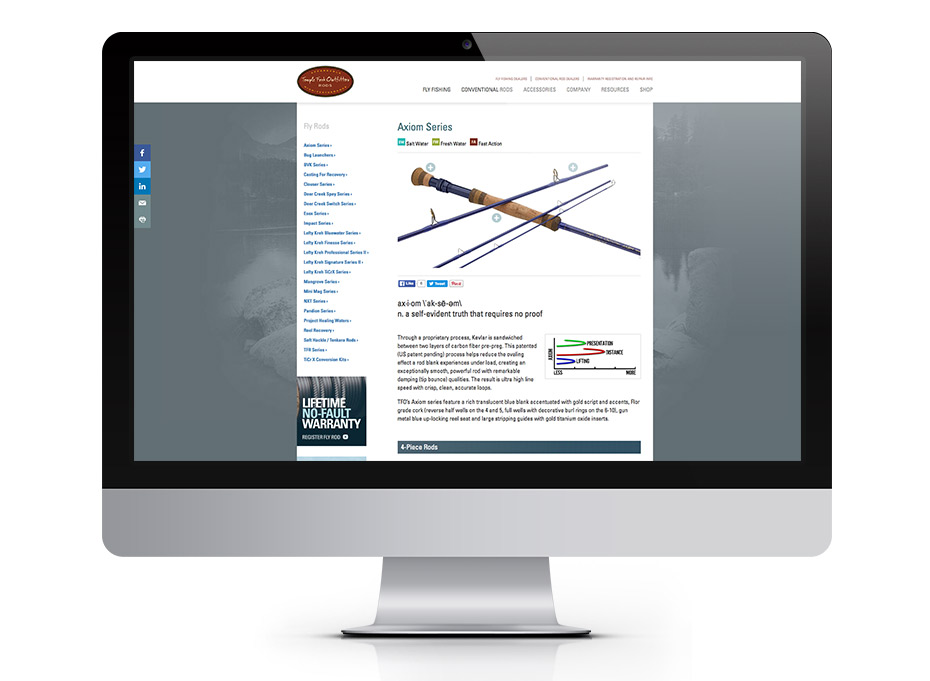 Temple Fork Outfitters
RODS
FLY FISHING DEALERS | CONVENTIONAL ROD DEALERS | WARRANTY REGISTRATION AND REPAIR INFO
FLY FISHING CONVENTIONAL RODS ACCESSORIES COMPANY RESOURCES SHOP
Fly Rods
Axiom Series ›
Bug Launchers ›
BVK Series ›
Casting For Recovery ›
Clouser Series ›
Deer Creek Spey Series ›
Deer Creek Switch Series ›
Ease Series ›
Impact Series ›
Lefty Kreh Bluewater Series ›
Lefty Kreh Finesse Series ›
Lefty Kreh Professional Series II ›
Lefty Kreh Signature Series II ›
Lefty Kreh TiCrX Series ›
Mangrove Series ›
Mini Mag Series ›
NXT Series ›
Pandion Series ›
Project Healing Waters ›
Reel Recovery ›
Soft Hackle / Tenkara Rods ›
TFR Series ›
TiCr X Conversion Kits ›
LIFETIME
NO-FAULT
WARRANTY
REGISTER FLY ROD
Axiom Series
SW Salt Water FW Fresh Water FA Fast Action
Like 0 Tweet Pin it
ax·i·om \ˈak-sē-əm\
n. a self-evident truth that requires no proof
Through a proprietary process, Kevlar is sandwiched
between two layers of carbon fiber pre-preg. This patented
(US patent pending) process helps reduce the ovaling
effect a rod blank experiences under load, creating an
exceptionally smooth, powerful rod with remarkable
damping (tip bounce) qualities. The result is ultra high line
speed with crisp, clean, accurate loops.
AXIOM
PRESENTATION
DISTANCE
LIFTING
LESS MORE
TFO's Axiom series feature a rich translucent blue blank accentuated with gold script and accents, Flor
grade cork (reverse half wells on the 4 and 5, full wells with decorative burl rings on the 6-10), gun
metal blue up-locking reel seat and large stripping guides with gold titanium oxide inserts.
4-Piece Rods